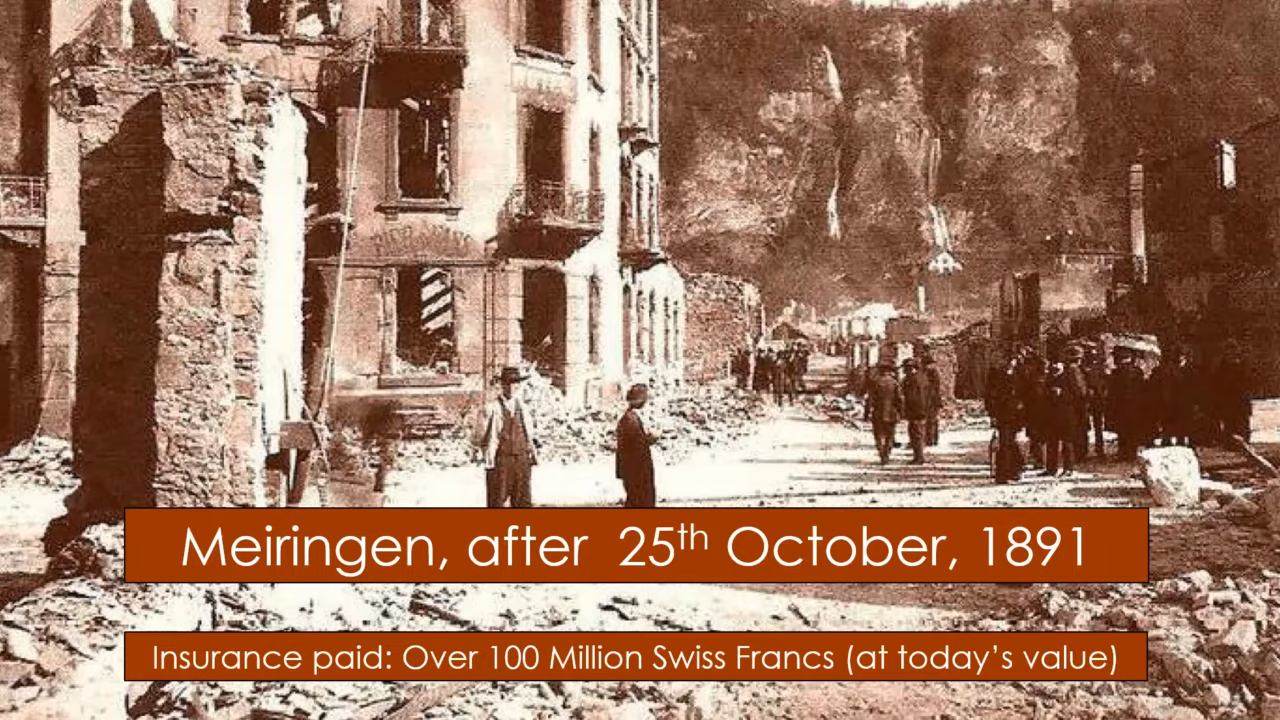 Meiringen, after 25th October, 1891
Insurance paid: Over 100 Million Swiss Francs (at today’s value)